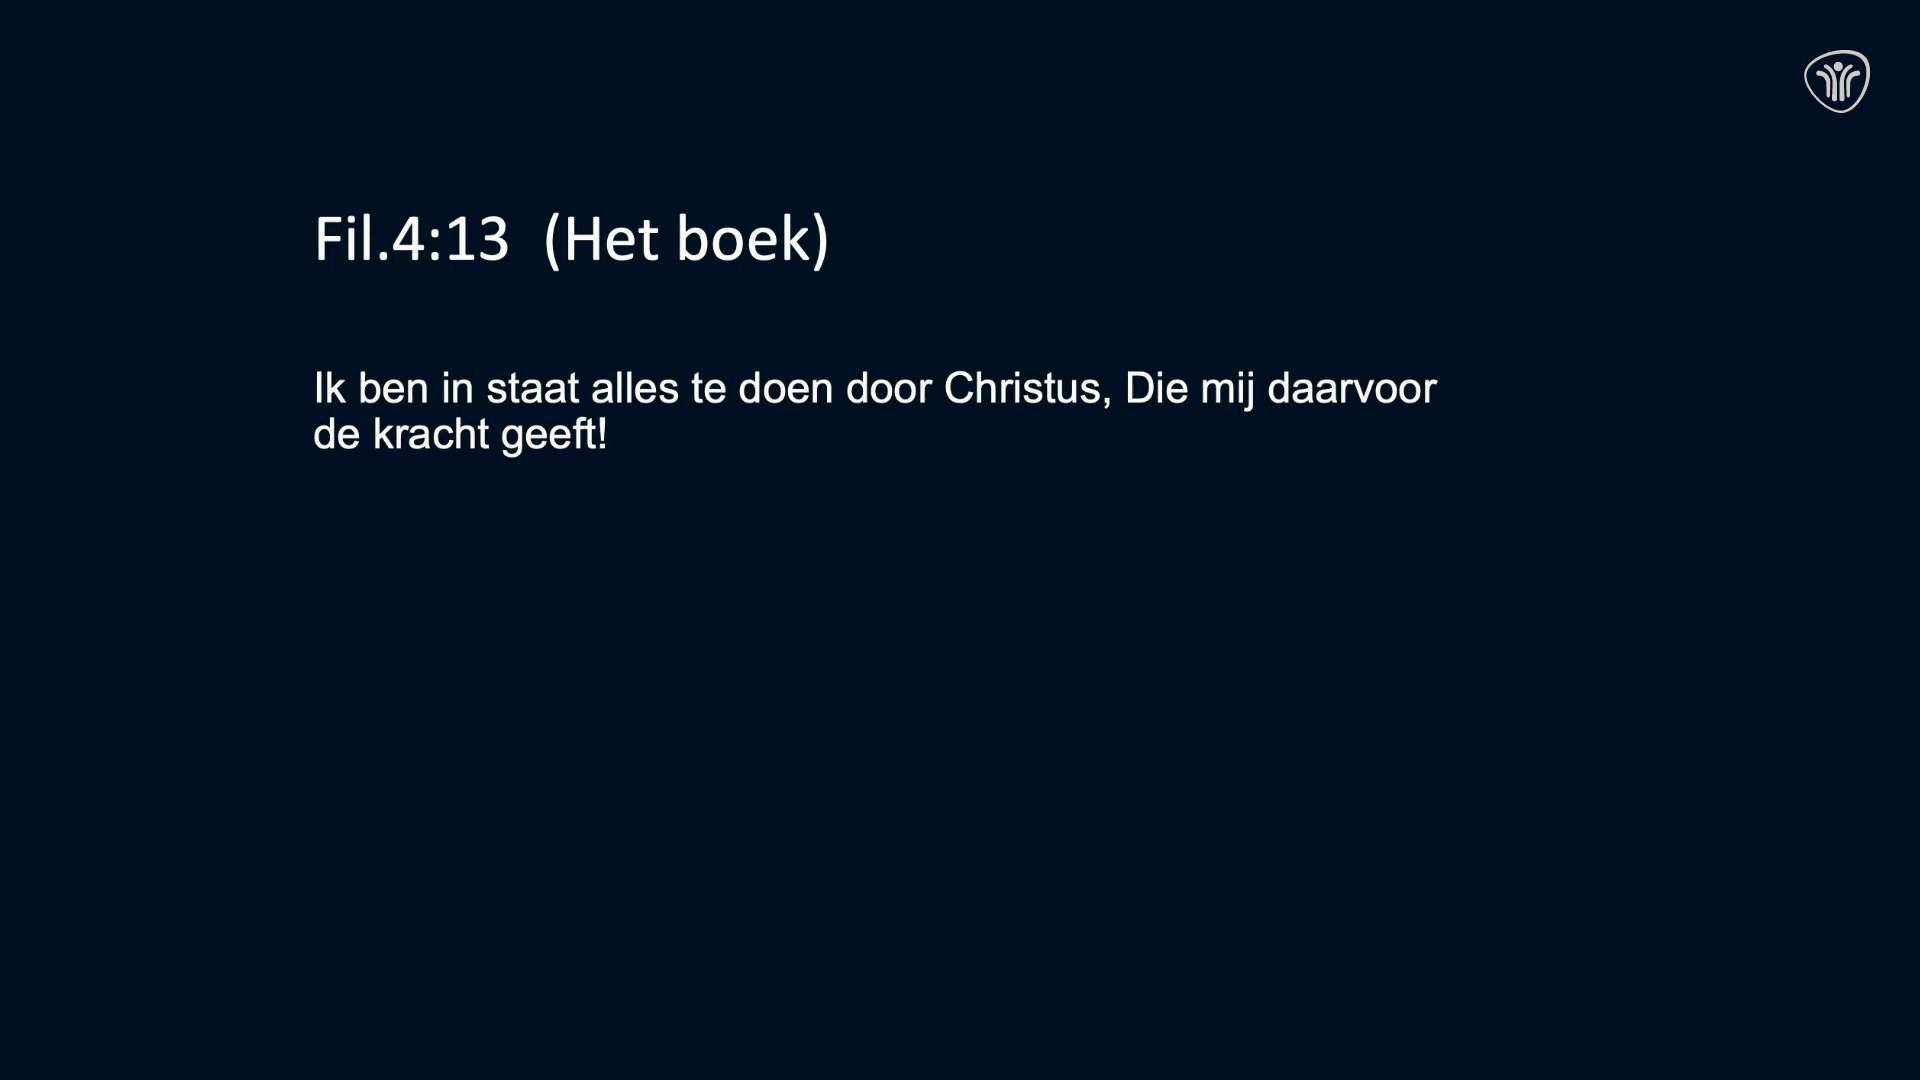 Fil.4:13  (Het boek)
Ik ben in staat alles te doen door Christus, Die mij daarvoor
de kracht geeft!